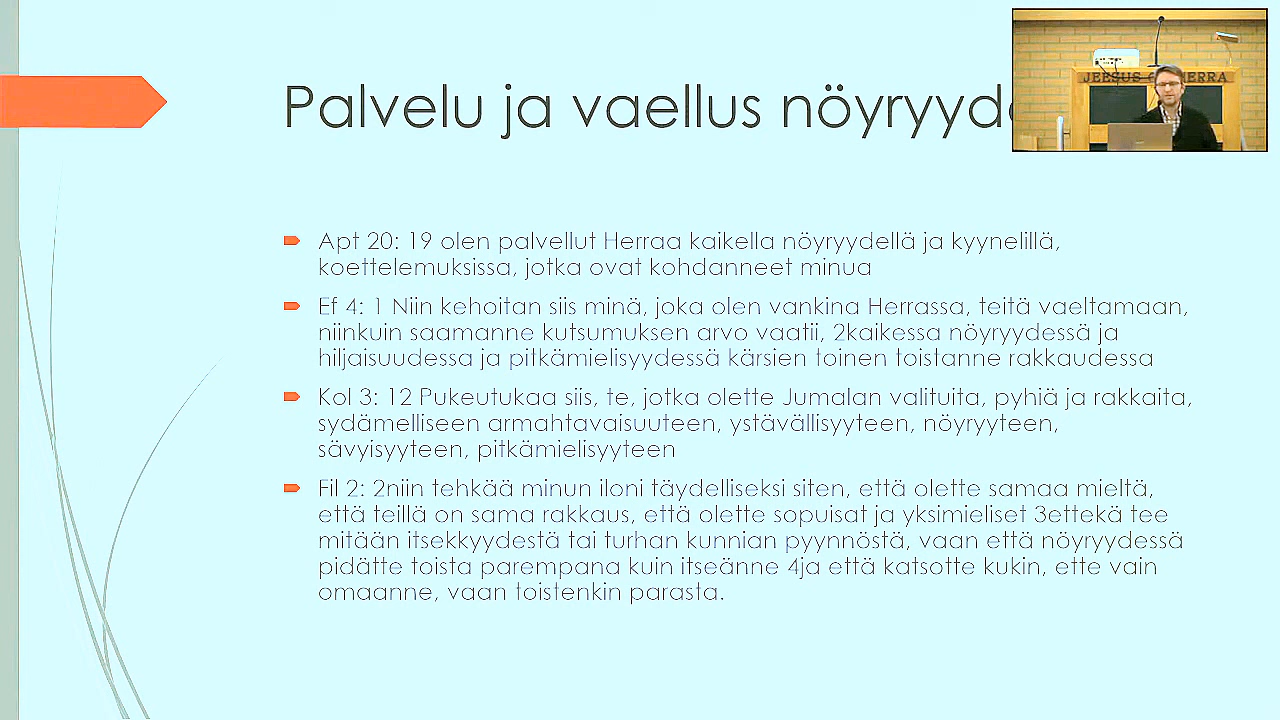 Palvelu ja vaellus
JEESUS ON HERRA
Apt 20: 19 olen palvellut Herraa kaikella nöyryydellä ja kyynelillä,
koettelemuksissa, jotka ovat kohdanneet minua
Ef 4: 1 Niin kehoitan siis minä, joka olen vankina Herrassa, teitä vaeltamaan,
niinkuin saamanne kutsumuksen arvo vaatii, 2kaikessa nöyryydessä ja
hiljaisuudessa ja pitkämielisyydessä kärsien toinen toistanne rakkaudessa
Kol 3: 12 Pukeutukaa siis, te, jotka olette Jumalan valituita, pyhiä ja rakkaita,
sydämelliseen armahtavaisuuteen, ystävällisyyteen, nöyryyteen,
sävyisyyteen, pitkämielisyyteen
Fil 2: 2niin tehkää minun iloni täydelliseksi siten, että olette samaa mieltä,
että teillä on sama rakkaus, että olette sopuisat ja yksimieliset 3ettekä tee
mitään itsekkyydestä tai turhan kunnian pyynnöstä, vaan että nöyryydessä
pidätte toista parempana kuin itseänne 4ja että katsotte kukin, ette vain
omaanne, vaan toistenkin parasta.